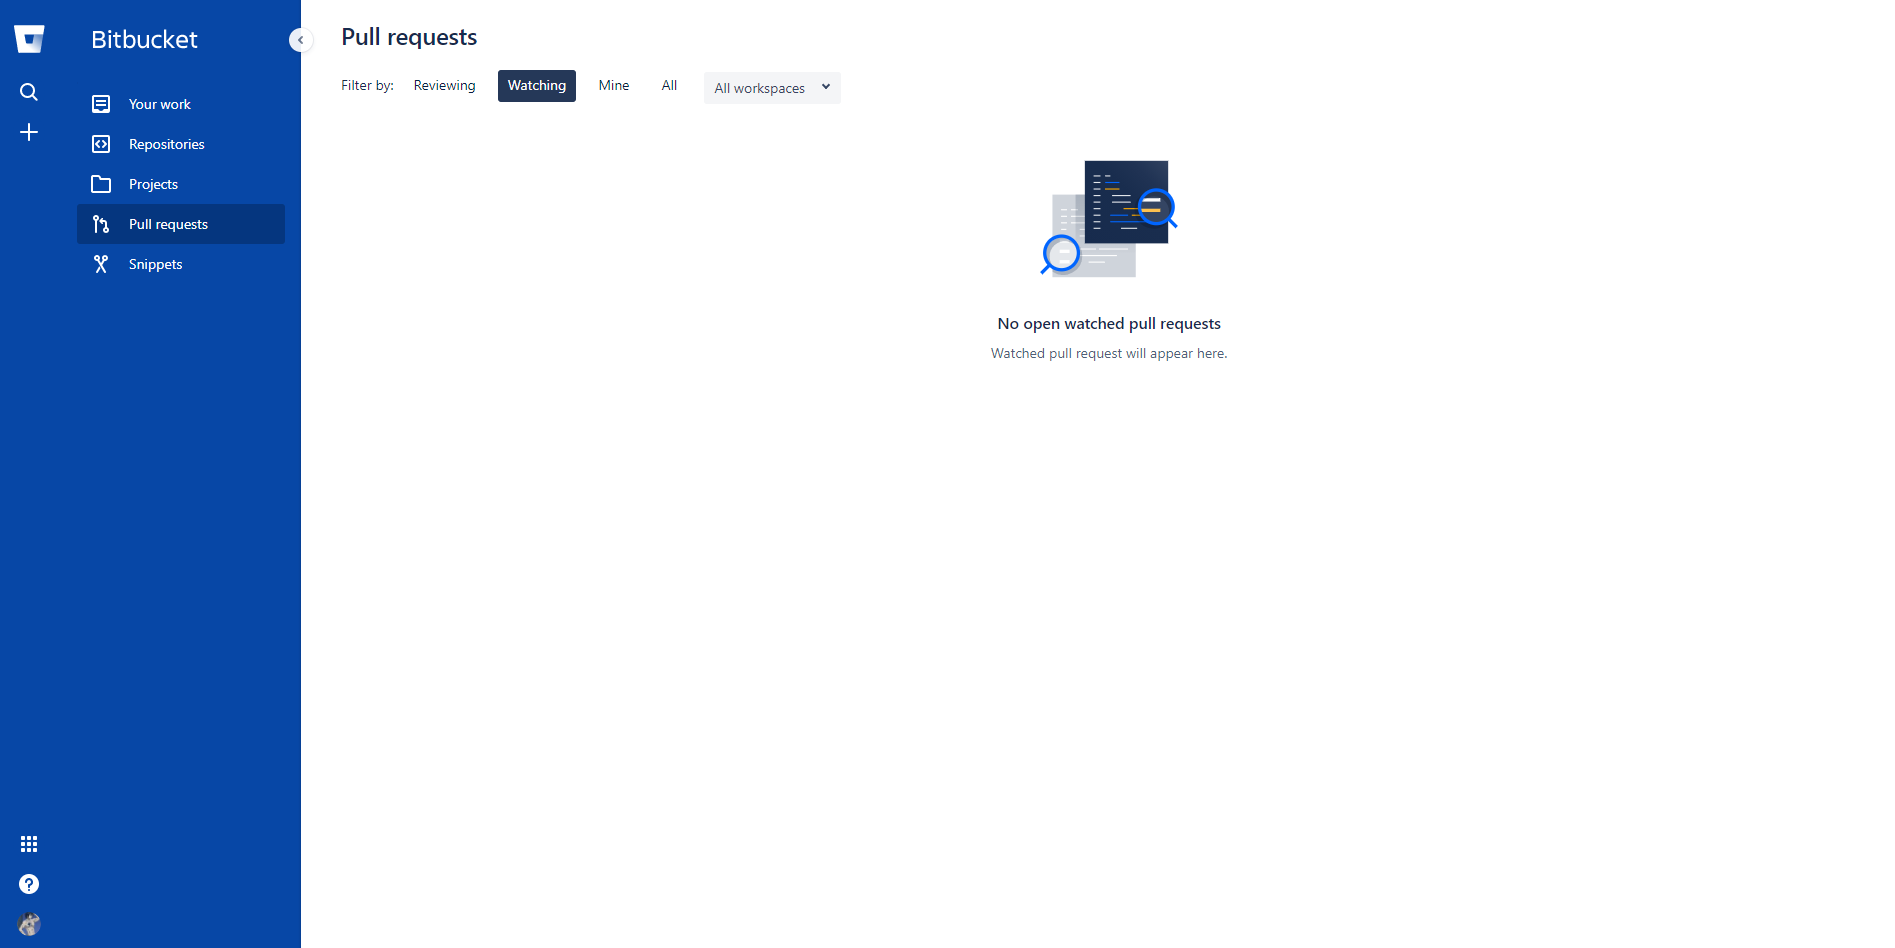 Bitbucket
Your work
Repositories
Projects
Pull requests
Snippets
Pull requests
Filter by: Reviewing Watching Mine All All workspaces
No open watched pull requests
Watched pull request will appear here.